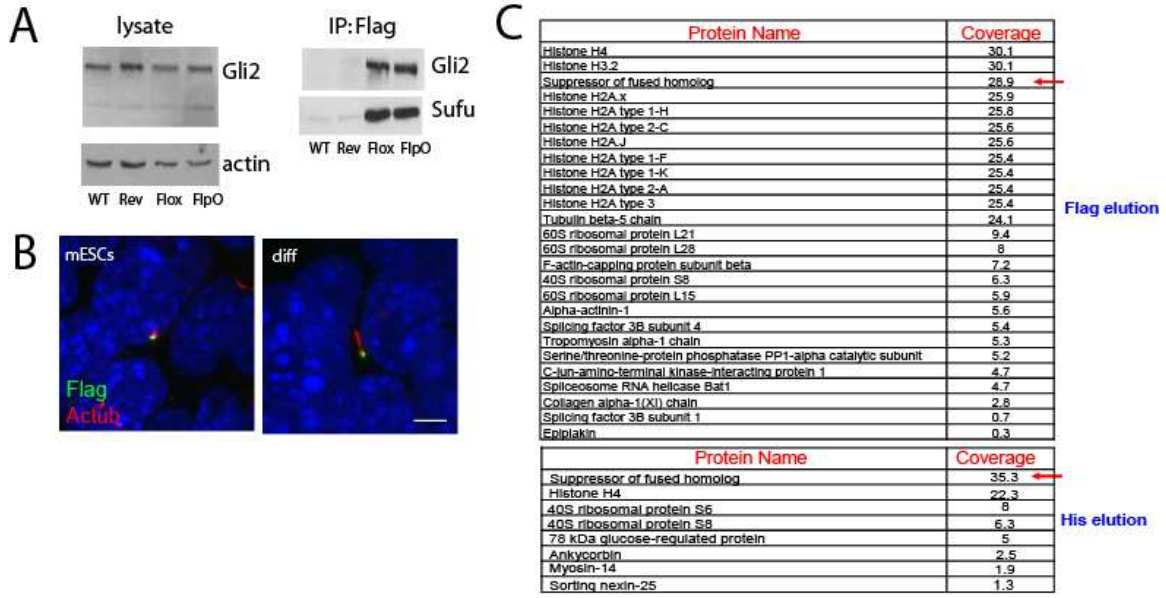 A
lysate
Gli2
actin
WT Rev Flox FlpO
IP: Flag
Gli2
Sufu
WT Rev Flox FlpO
B
mESCs
Flag
Actub
diff
C
Protein Name Coverage
Histone H4 30.1
Histone H3.2 30.1
Suppressor of fused homolog 28.9
Histone H2A.x 25.9
Histone H2A type 1-H 25.8
Histone H2A type 2-C 25.6
Histone H2A.J 25.6
Histone H2A type 1-F 25.4
Histone H2A type 1-K 25.4
Histone H2A type 2-A 25.4
Histone H2A type 3 25.4
Tubulin beta-5 chain 24.1
60S ribosomal protein L21 9.4
60S ribosomal protein L28 8
F-actin-capping protein subunit beta 7.2
40S ribosomal protein S8 6.3
60S ribosomal protein L15 5.9
Alpha-actinin-1 5.6
Splicing factor 3B subunit 4 5.4
Tropomyosin alpha-1 chain 5.3
Serine/threonine-protein phosphatase PP1-alpha catalytic subunit 5.2
C-jun-amino-terminal kinase-interacting protein 1 4.7
Spliceosome RNA helicase Bat1 4.7
Collagen alpha-1(XI) chain 2.8
Splicing factor 3B subunit 1 0.7
Epiplakin 0.3
Flag elution
Protein Name Coverage
Suppressor of fused homolog 35.3
Histone H4 22.3
40S ribosomal protein S6 8
40S ribosomal protein S8 6.3
78 kDa glucose-regulated protein 5
Ankycorbin 2.5
Myosin-14 1.9
Sorting nexin-25 1.3
His elution